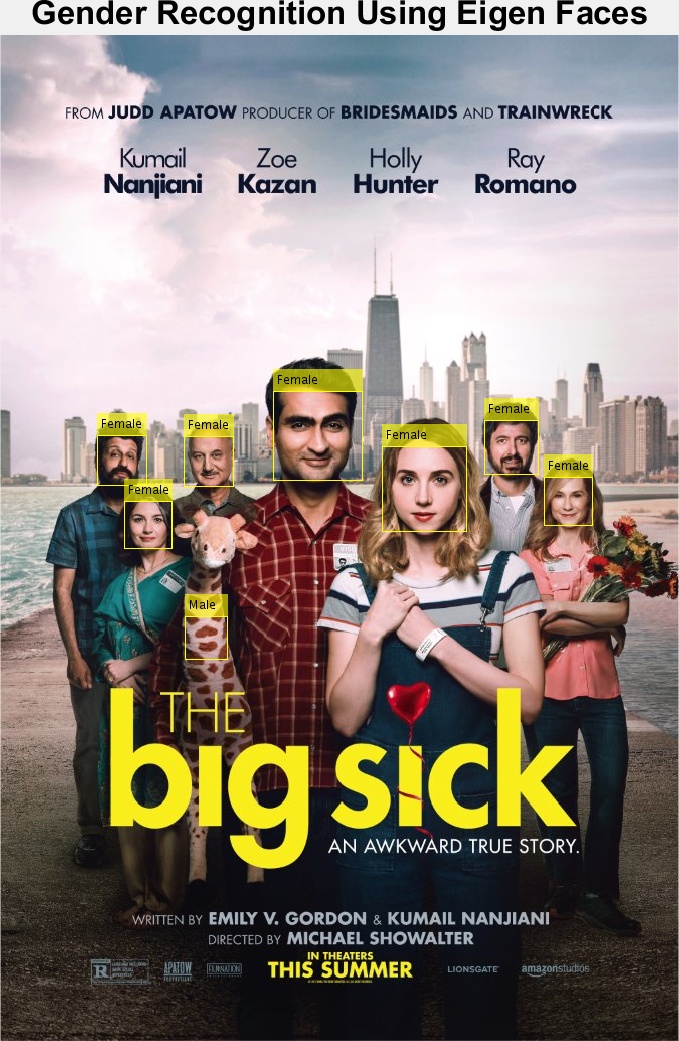 Gender Recognition Using Eigen Faces
FROM JUDD APATOW PRODUCER OF BRIDESMAIDS AND TRAINWRECK
Kumail Zoe Holly Ray
Nanjiani Kazan Hunter Romano
Female
Female
Female
Female
Female
Female
Female
Male
THE
big sick
AN AWKWARD TRUE STORY.
WRITTEN BY EMILY V. GORDON & KUMAIL NANJIANI
DIRECTED BY MICHAEL SHOWALTER
IN THEATERS
THIS SUMMER
R
APATOW
FILMNATION
LIONSGATE
amazonstudios